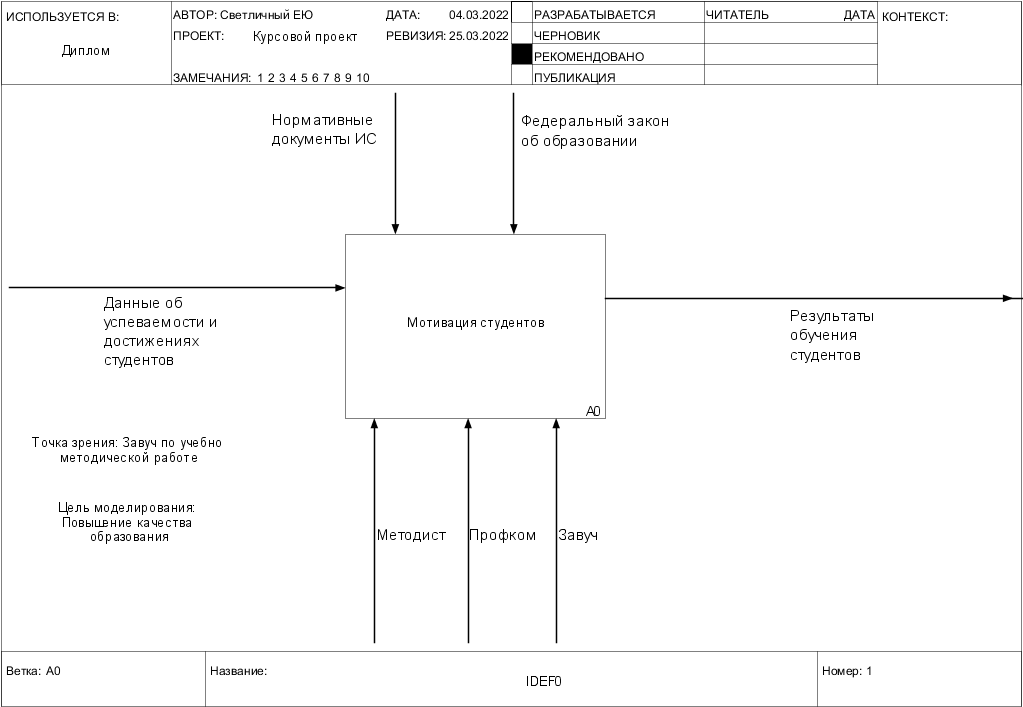 ИСПОЛЬЗУЕТСЯ В:
Диплом
АВТОР: Светличный ЕЮ
ДАТА: 04.03.2022
ПРОЕКТ: Курсовой проект
РЕВИЗИЯ: 25.03.2022
ЗАМЕЧАНИЯ: 1 2 3 4 5 6 7 8 9 10
РАЗРАБАТЫВАЕТСЯ
ЧЕРНОВИК
РЕКОМЕНДОВАНО
ПУБЛИКАЦИЯ
ЧИТАТЕЛЬ
ДАТА
КОНТЕКСТ:
Нормативные
документы ИС
Федеральный закон
об образовании
Данные об
успеваемости и
достижениях
студентов
Мотивация студентов
A0
Результаты
обучения
студентов
Точка зрения: Завуч по учебно
методической работе
Цель моделирования:
Повышение качества
образования
Методист
Профком
Завуч
Ветка: A0
Название:
IDEF0
Номер: 1